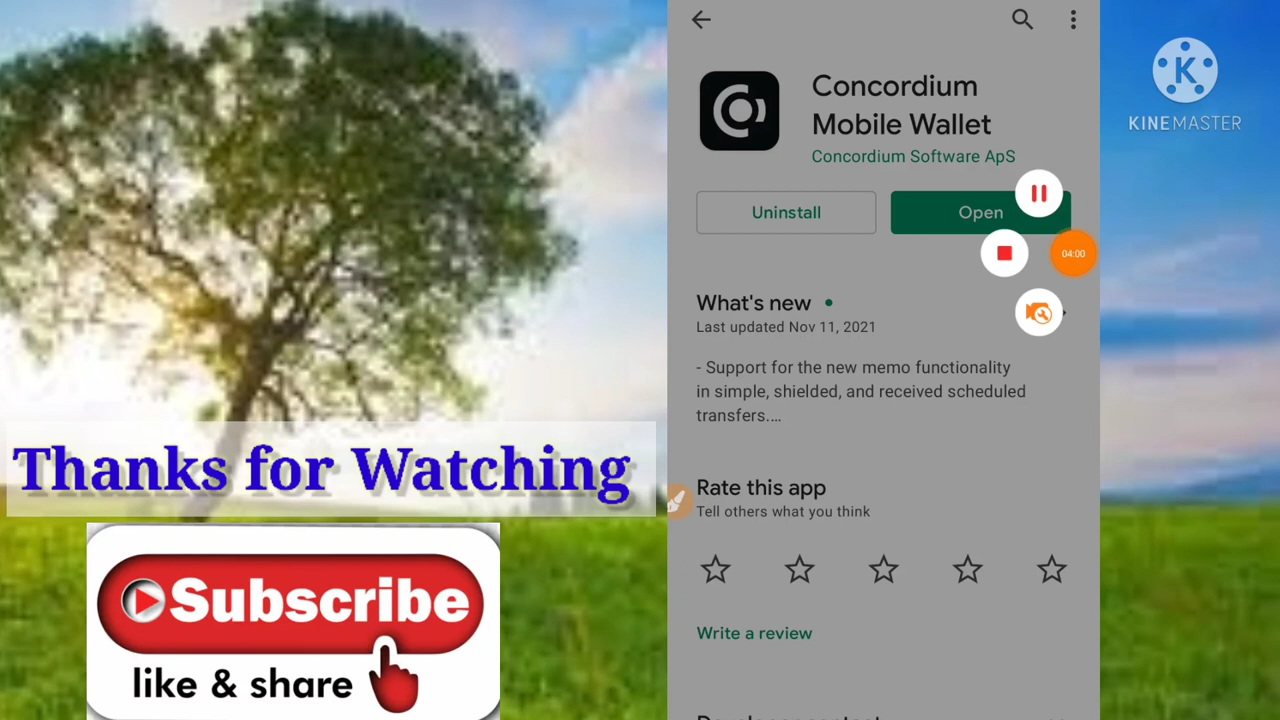 Thanks for Watching
Subscribe
like & share
Concordium
Mobile Wallet
Concordium Software ApS
Uninstall
Open
04:00
What's new
Last updated Nov 11, 2021
- Support for the new memo functionality
in simple, shielded, and received scheduled
transfers....
Rate this app
Tell others what you think
Write a review
K
KINEMASTER